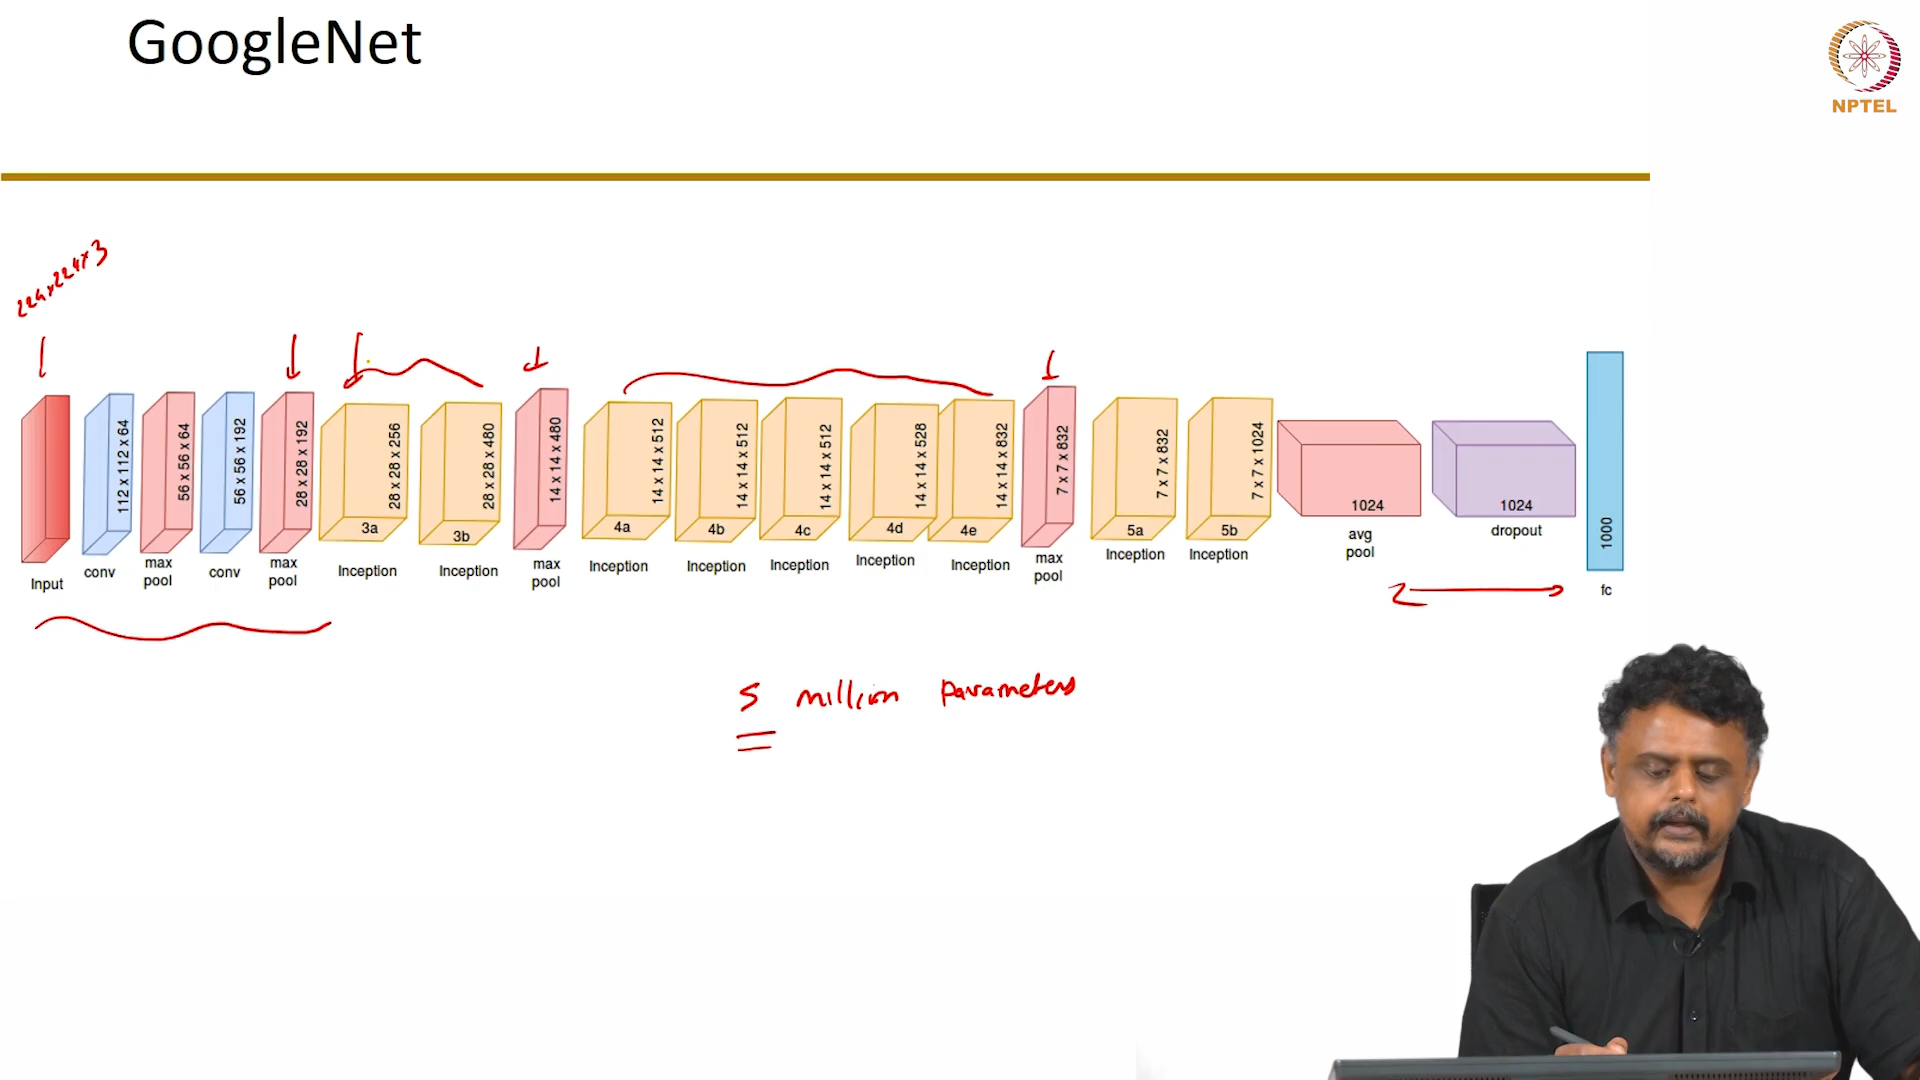 GoogleNet
NPTEL
224x224x3
112 x 112 x 64
56 x 56 x 64
56 x 56 x 192
28 x 28 x 192
28 x 28 x 256
28 x 28 x 480
14 x 14 x 480
14 x 14 x 512
14 x 14 x 512
14 x 14 x 512
14 x 14 x 528
14 x 14 x 832
7 x 7 x 832
7 x 7 x 832
7 x 7 x 1024
1024
1024
1000
3a
3b
4a
4b
4c
4d
4e
5a
5b
Input
conv
max
pool
conv
max
pool
Inception
Inception
max
pool
Inception
Inception
Inception
Inception
Inception
max
pool
Inception
Inception
avg
pool
dropout
fc
5 million parameters